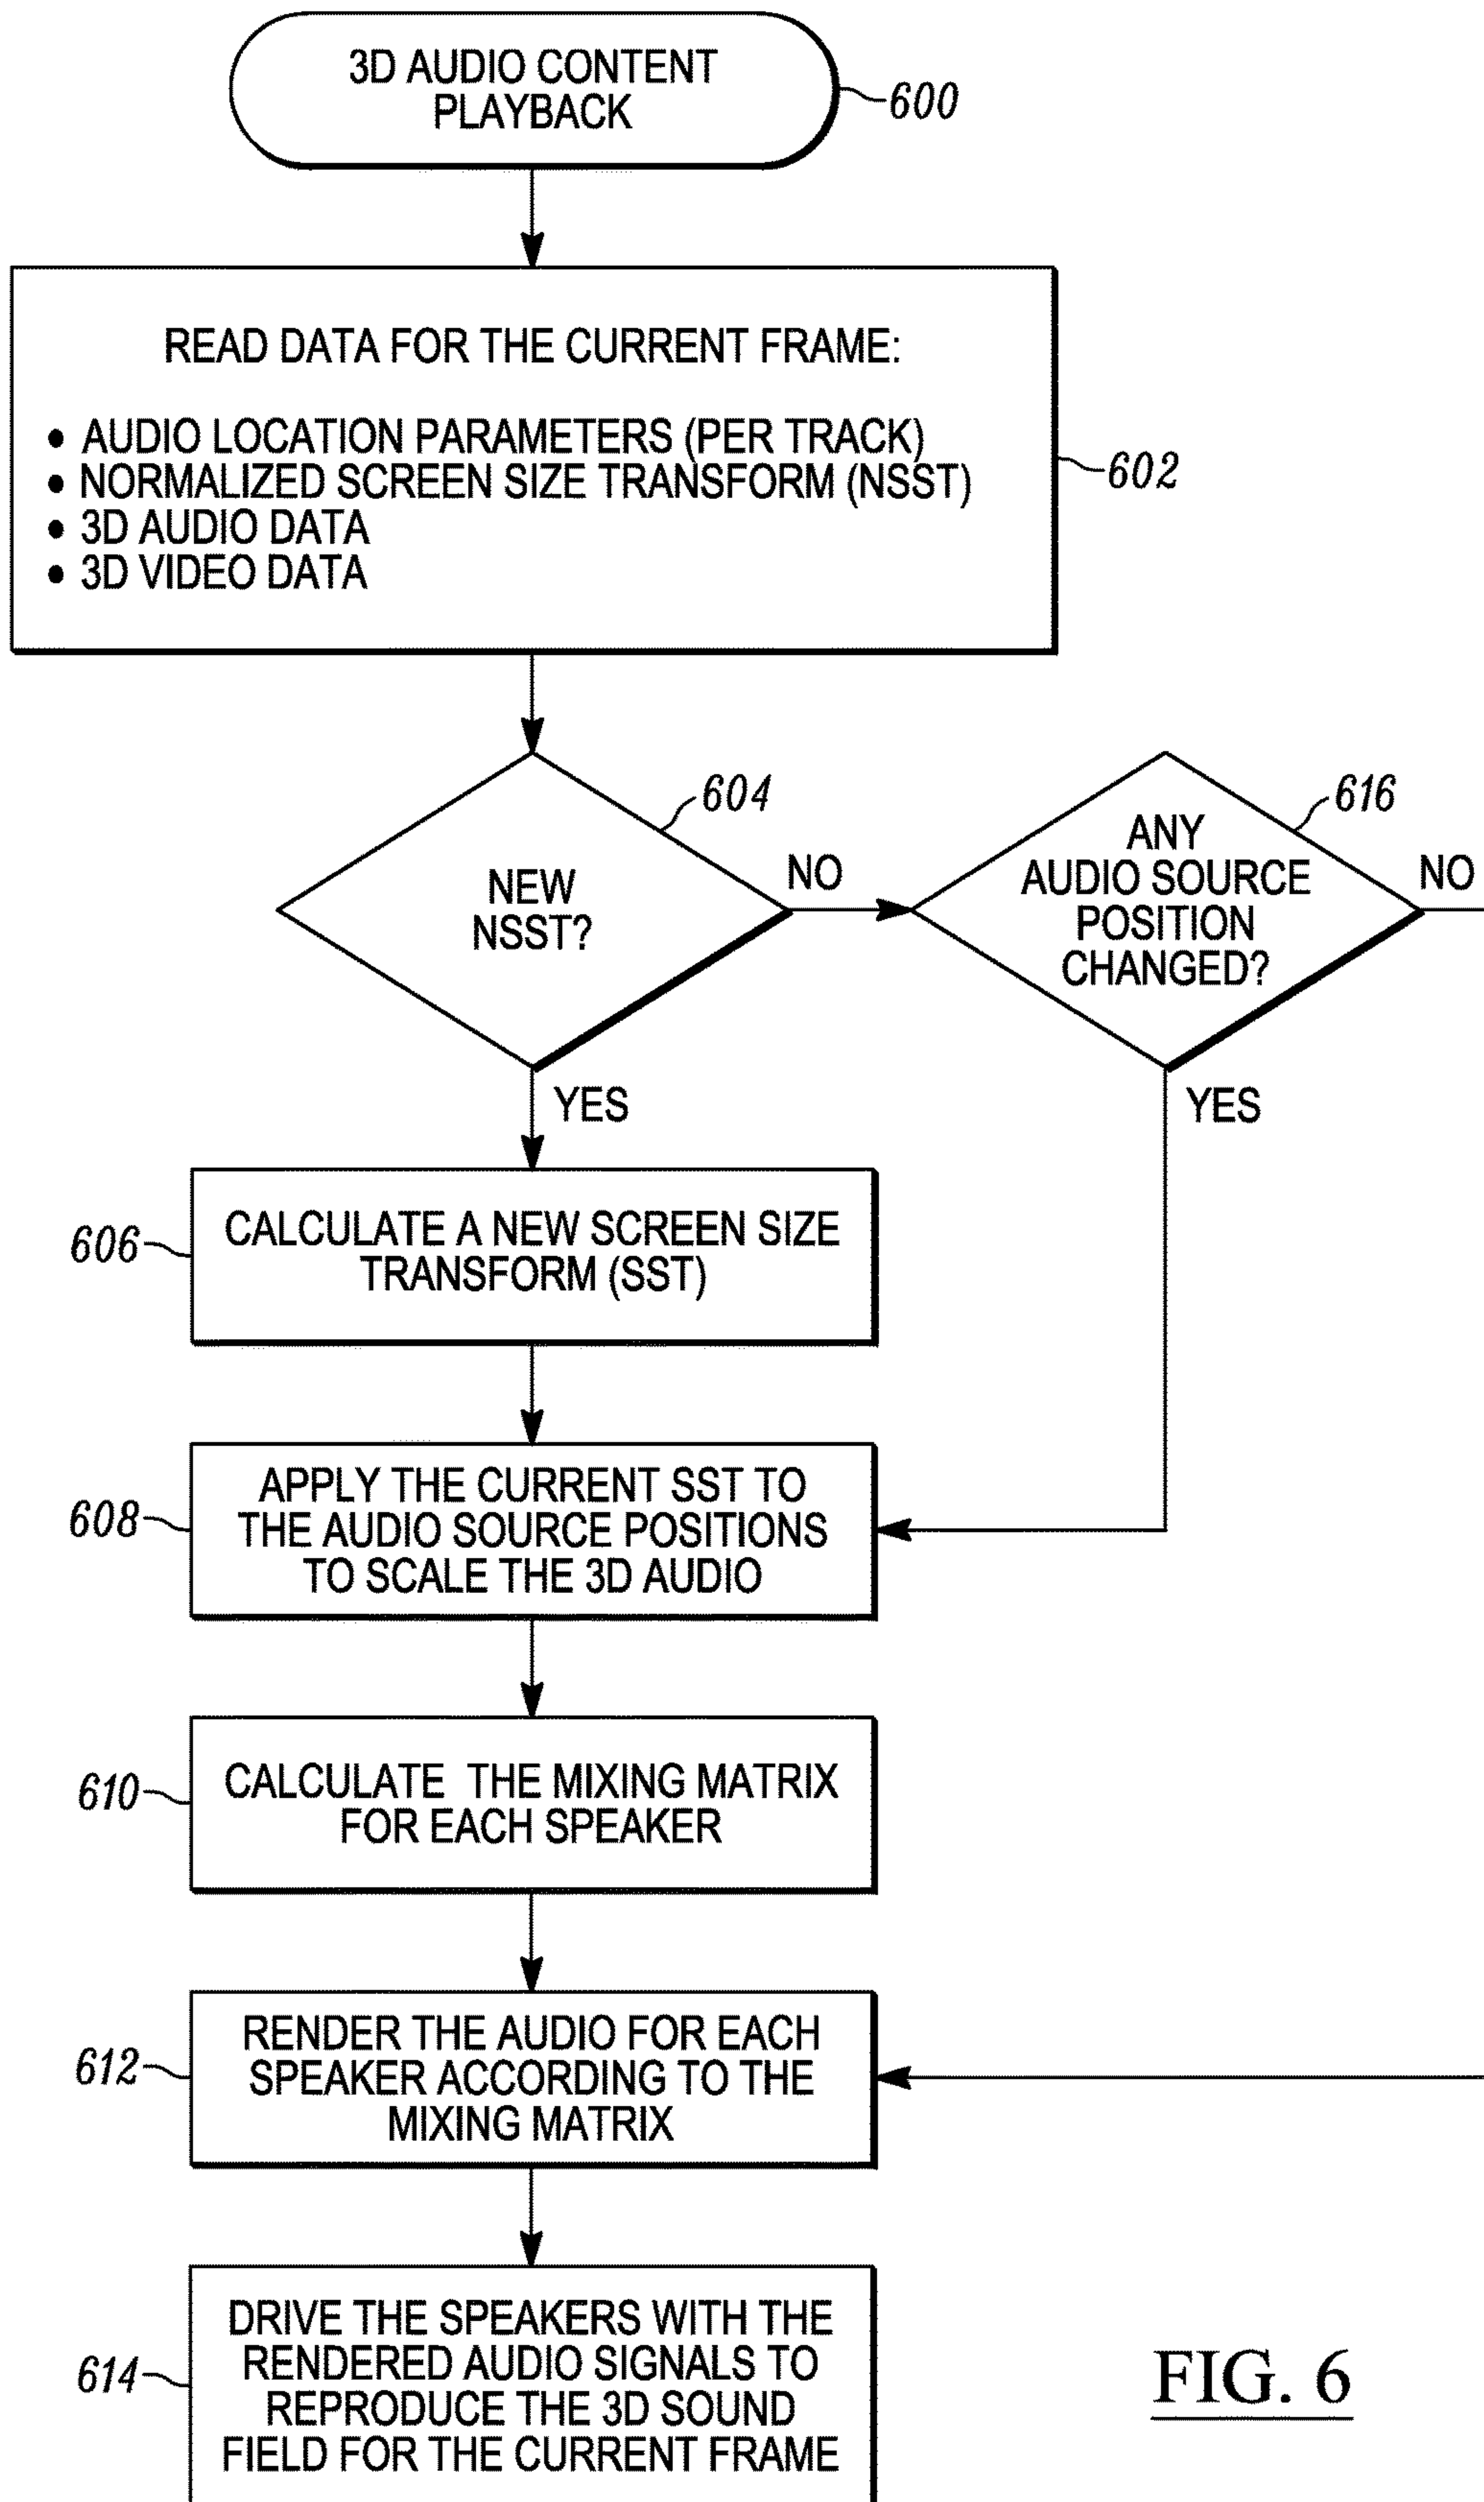 3D AUDIO CONTENT
PLAYBACK
600
READ DATA FOR THE CURRENT FRAME:
• AUDIO LOCATION PARAMETERS (PER TRACK)
• NORMALIZED SCREEN SIZE TRANSFORM (NSST)
• 3D AUDIO DATA
• 3D VIDEO DATA
602
604
NEW
NSST?
NO
YES
616
ANY
AUDIO SOURCE
POSITION
CHANGED?
NO
YES
606
CALCULATE A NEW SCREEN SIZE
TRANSFORM (SST)
608
APPLY THE CURRENT SST TO
THE AUDIO SOURCE POSITIONS
TO SCALE THE 3D AUDIO
610
CALCULATE THE MIXING MATRIX
FOR EACH SPEAKER
612
RENDER THE AUDIO FOR EACH
SPEAKER ACCORDING TO THE
MIXING MATRIX
614
DRIVE THE SPEAKERS WITH THE
RENDERED AUDIO SIGNALS TO
REPRODUCE THE 3D SOUND
FIELD FOR THE CURRENT FRAME
FIG. 6